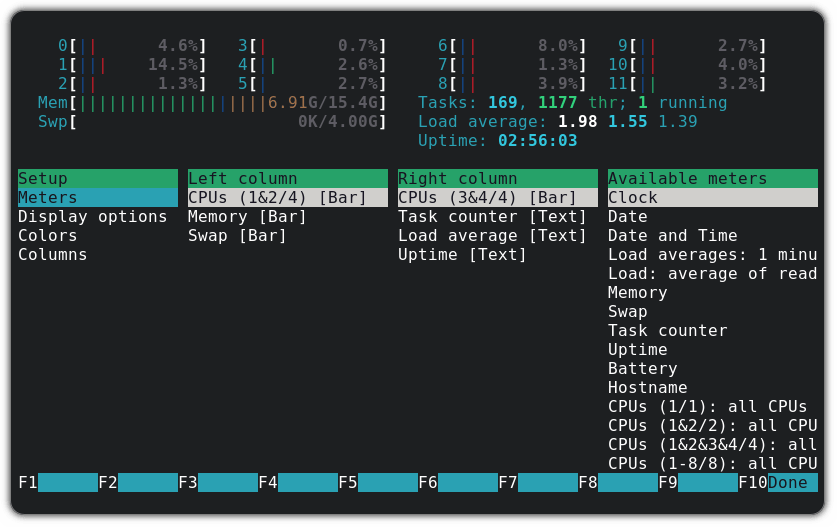 0[|| 4.6%] 3[| 0.7%] 6[|| 8.0%] 9[|| 2.7%]
1[||| 14.5%] 4[|| 2.6%] 7[|| 1.3%] 10[|| 4.0%]
2[|| 1.3%] 5[| 2.7%] 8[|| 3.9%] 11[|| 3.2%]
Mem[|||||||||||||||||||6.91G/15.4G] Tasks: 169, 1177 thr; 1 running
Swp[ 0K/4.00G] Load average: 1.98 1.55 1.39
Uptime: 02:56:03
Setup Left column Right column Available meters
Meters CPUs (1&2/4) [Bar] CPUs (3&4/4) [Bar] Clock
Display options Memory [Bar] Task counter [Text] Date
Colors Swap [Bar] Load average [Text] Date and Time
Columns Uptime [Text] Load averages: 1 minu
Load: average of read
Memory
Swap
Task counter
Uptime
Battery
Hostname
CPUs (1/1): all CPUs
CPUs (1&2/2): all CPU
CPUs (1&2&3&4/4): all
CPUs (1-8/8): all CPU
F1 F2 F3 F4 F5 F6 F7 F8 F9 F10Done